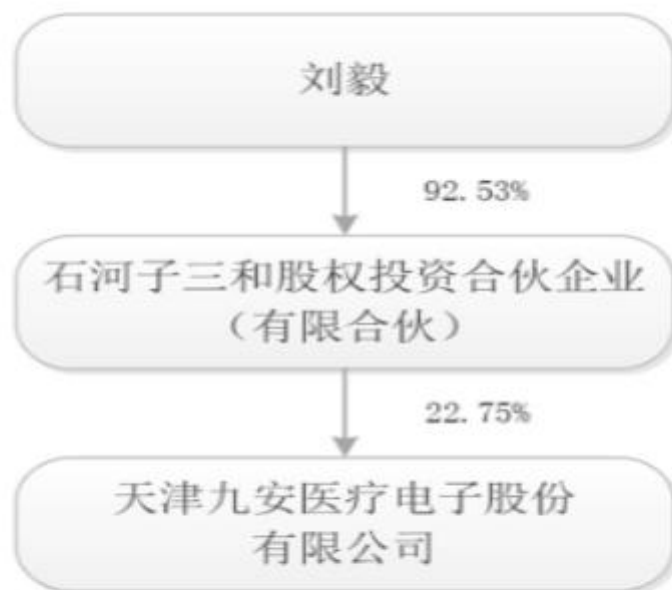 刘毅
92.53%
石河子三和股权投资合伙企业
（有限合伙）
22.75%
天津九安医疗电子股份
有限公司